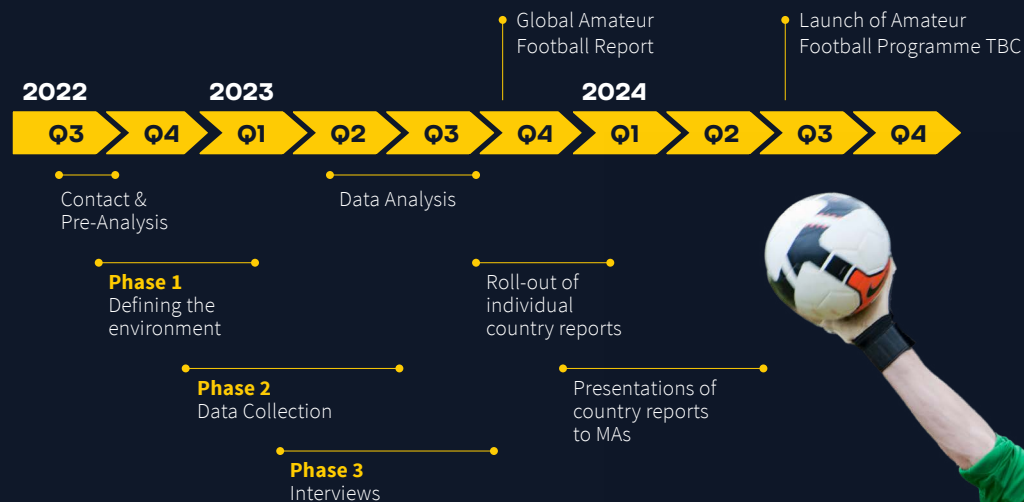 Global Amateur
Football Report
Launch of Amateur
Football Programme TBC
2022
2023
2024
Q3
Q4
Q1
Q2
Q3
Q4
Q1
Q2
Q3
Q4
Contact &
Pre-Analysis
Data Analysis
Phase 1
Defining the
environment
Roll-out of
individual
country reports
Phase 2
Data Collection
Presentations of
country reports
to MAs
Phase 3
Interviews